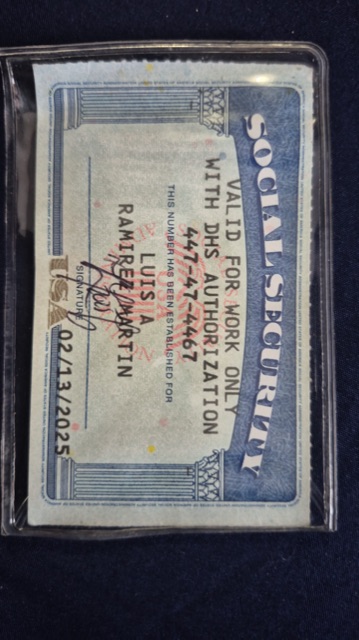 SOCIAL SECURITY
VALID FOR WORK ONLY
WITH DHS AUTHORIZATION
447-47-4467
THIS NUMBER HAS BEEN ESTABLISHED FOR
LUIS A
RAMIREZ MARTIN
SIGNATURE
USA 02/13/2025